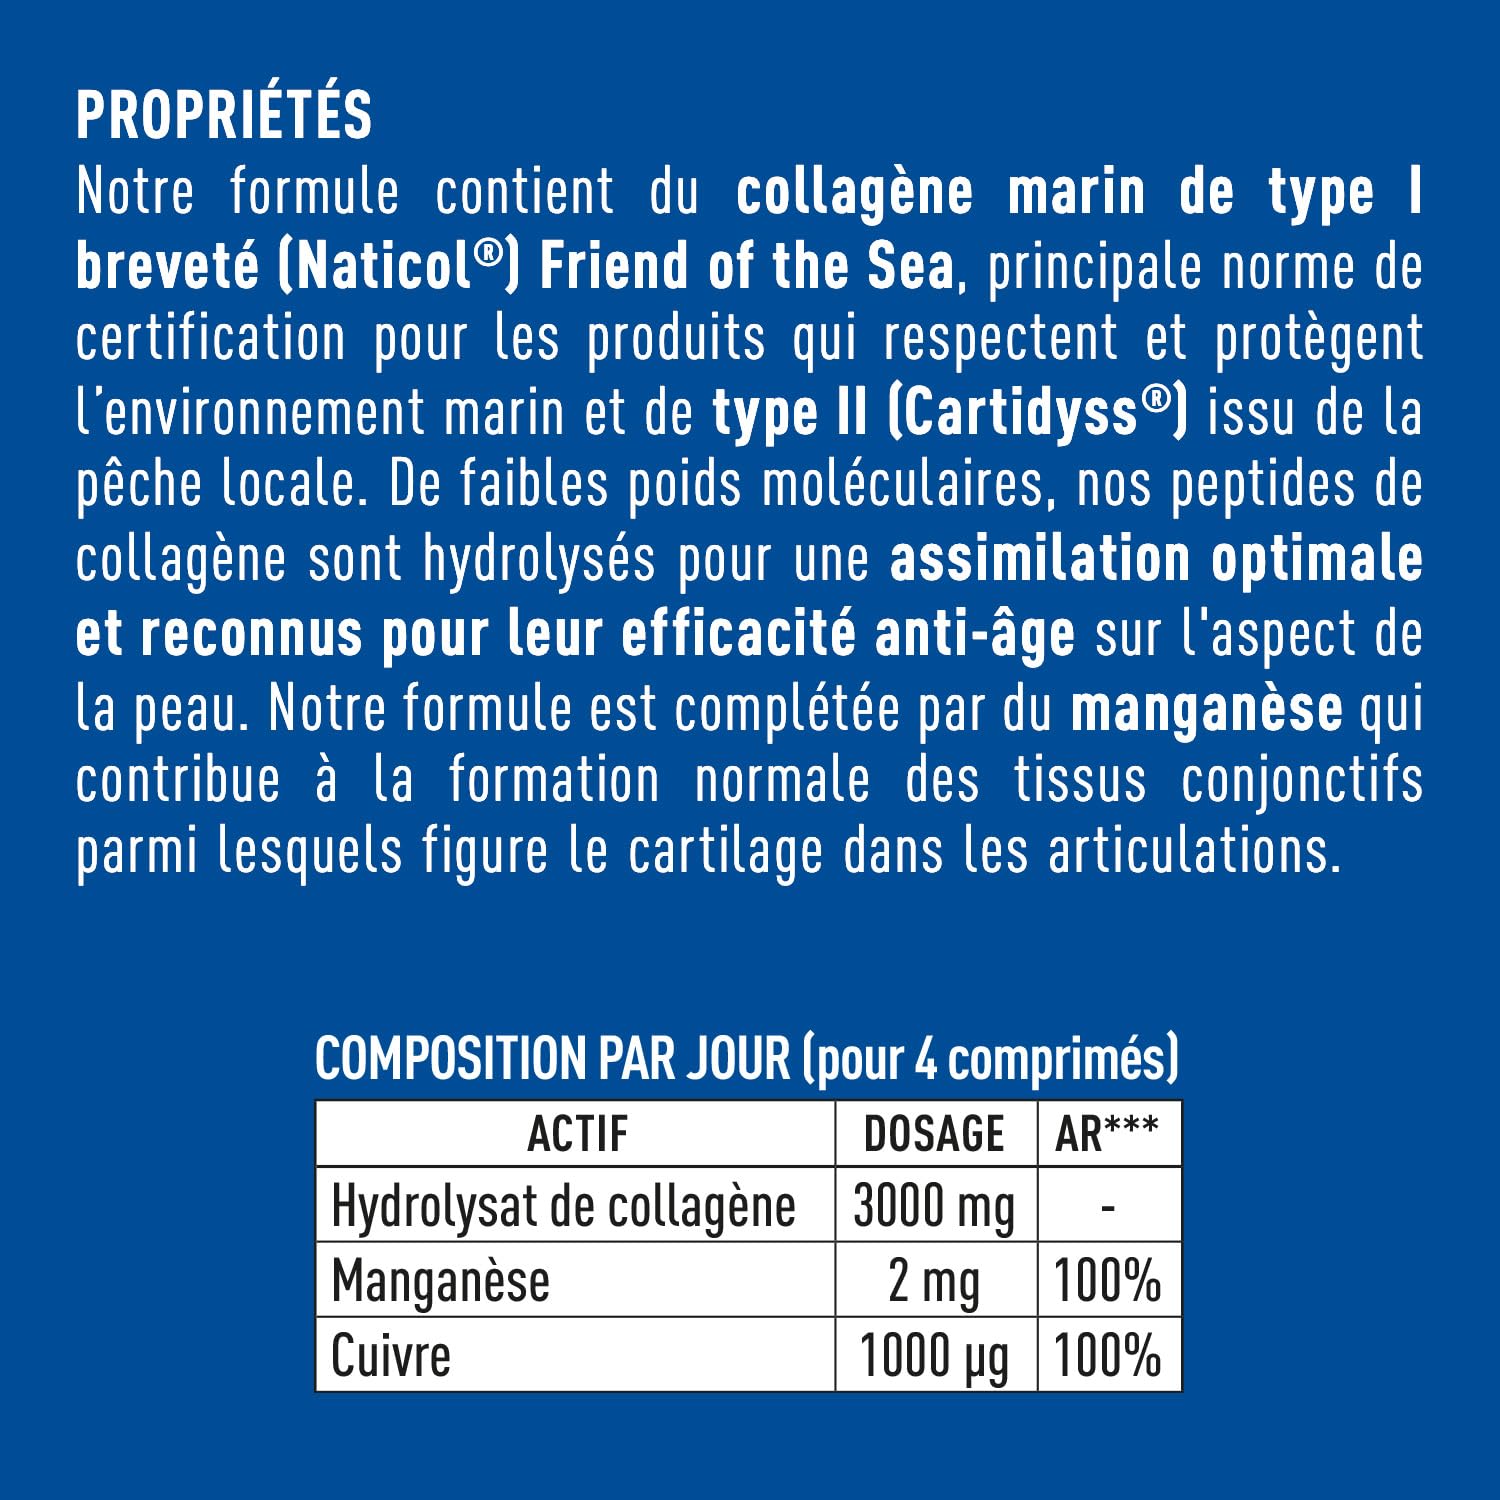 PROPRIÉTÉS
Notre formule contient du collagène marin de type I
breveté (Naticol®) Friend of the Sea, principale norme de
certification pour les produits qui respectent et protègent
l'environnement marin et de type II (Cartidyss®) issu de la
pêche locale. De faibles poids moléculaires, nos peptides de
collagène sont hydrolysés pour une assimilation optimale
et reconnus pour leur efficacité anti-âge sur l'aspect de
la peau. Notre formule est complétée par du manganèse qui
contribue à la formation normale des tissus conjonctifs
parmi lesquels figure le cartilage dans les articulations.
COMPOSITION PAR JOUR (pour 4 comprimés)
ACTIF DOSAGE AR***
Hydrolysat de collagène 3000 mg -
Manganèse 2 mg 100%
Cuivre 1000 µg 100%